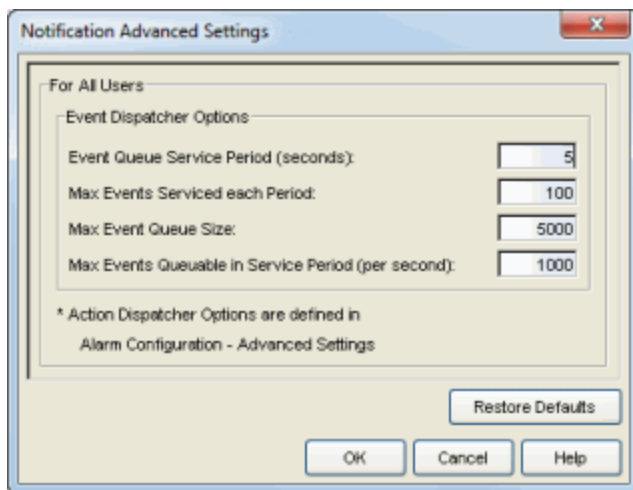 Notification Advanced Settings
For All Users
Event Dispatcher Options
Event Queue Service Period (seconds): 5
Max Events Serviced each Period: 100
Max Event Queue Size: 5000
Max Events Queuable in Service Period (per second): 1000
* Action Dispatcher Options are defined in
Alarm Configuration - Advanced Settings
Restore Defaults
OK Cancel Help